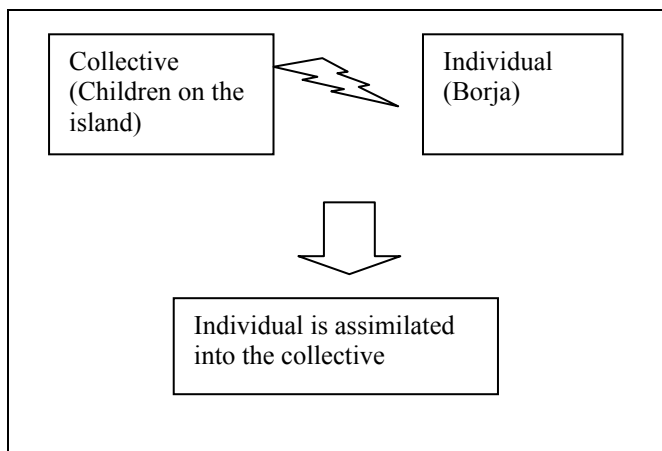 Collective
(Children on the
island)
Individual
(Borja)
Individual is assimilated
into the collective